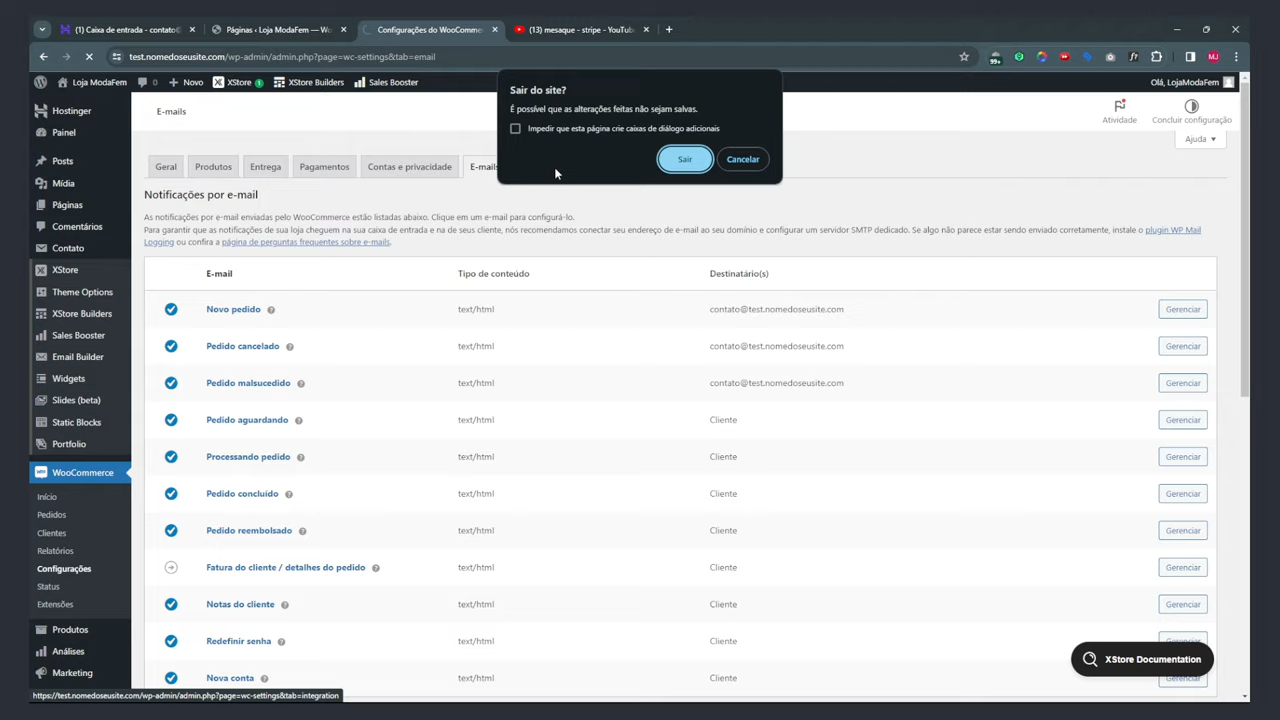 (1) Caixa de entrada - contato@
Páginas ‹ Loja ModaFem — Wo
Configurações do WooComme
(13) mesaque - stripe - YouTube
test.nomedoseusite.com/wp-admin/admin.php?page=wc-settings&tab=email
99+
MJ
Loja ModaFem
0
Novo
XStore
1
XStore Builders
Sales Booster
Olá, LojaModaFem
Sair do site?
É possível que as alterações feitas não sejam salvas.
Impedir que esta página crie caixas de diálogo adicionais
Sair
Cancelar
Hostinger
Painel
Posts
Mídia
Páginas
Comentários
Contato
XStore
Theme Options
XStore Builders
Sales Booster
Email Builder
Widgets
Slides (beta)
Static Blocks
Portfolio
WooCommerce
Início
Pedidos
Clientes
Relatórios
Configurações
Status
Extensões
Produtos
Análises
Marketing
E-mails
Atividade
Concluir configuração
Ajuda
Geral
Produtos
Entrega
Pagamentos
Contas e privacidade
E-mails
Notificações por e-mail
As notificações por e-mail enviadas pelo WooCommerce estão listadas abaixo. Clique em um e-mail para configurá-lo.
Para garantir que as notificações de sua loja cheguem na sua caixa de entrada e na de seus cliente, nós recomendamos conectar seu endereço de e-mail ao seu domínio e configurar um servidor SMTP dedicado. Se algo não parece estar sendo enviado corretamente, instale o plugin WP Mail
Logging ou confira a página de perguntas frequentes sobre e-mails.
E-mail
Tipo de conteúdo
Destinatário(s)
Novo pedido
text/html
contato@test.nomedoseusite.com
Gerenciar
Pedido cancelado
text/html
contato@test.nomedoseusite.com
Gerenciar
Pedido malsucedido
text/html
contato@test.nomedoseusite.com
Gerenciar
Pedido aguardando
text/html
Cliente
Gerenciar
Processando pedido
text/html
Cliente
Gerenciar
Pedido concluído
text/html
Cliente
Gerenciar
Pedido reembolsado
text/html
Cliente
Gerenciar
Fatura do cliente / detalhes do pedido
text/html
Cliente
Gerenciar
Notas do cliente
text/html
Cliente
Gerenciar
Redefinir senha
text/html
Cliente
Gerenciar
Nova conta
text/html
Cliente
Gerenciar
XStore Documentation
https://test.nomedoseusite.com/wp-admin/admin.php?page=wc-settings&tab=integration